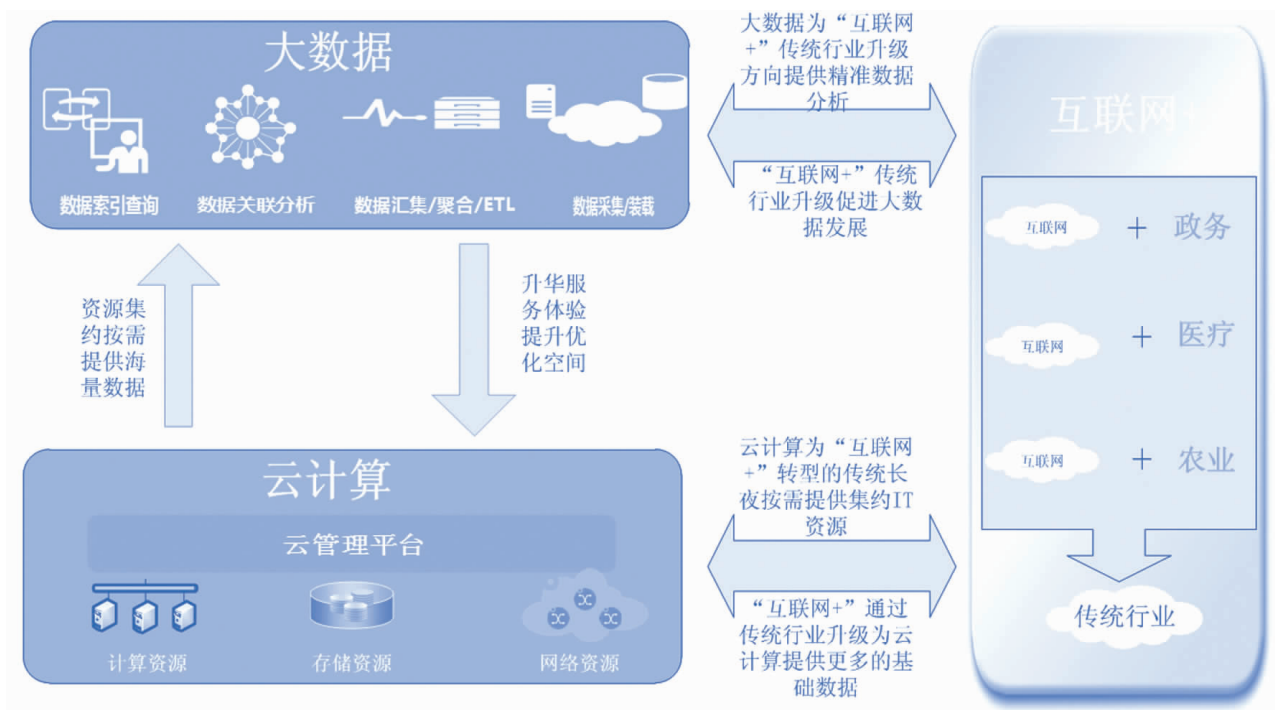 大数据
数据索引查询
数据关联分析
数据汇集/聚合/ETL
数据采集/装载
大数据为“互联网
+”传统行业升级
方向提供精准数据
分析
“互联网+”传统
行业升级促进大数
据发展
互联网+
互联网 + 政务
互联网 + 医疗
互联网 + 农业
传统行业
资源集
约按需
提供海
量数据
升华服
务体验
提升优
化空间
云计算
云管理平台
计算资源
存储资源
网络资源
云计算为“互联网
+”转型的传统长
夜按需提供集约IT
资源
“互联网+”通过
传统行业升级为云
计算提供更多的基
础数据